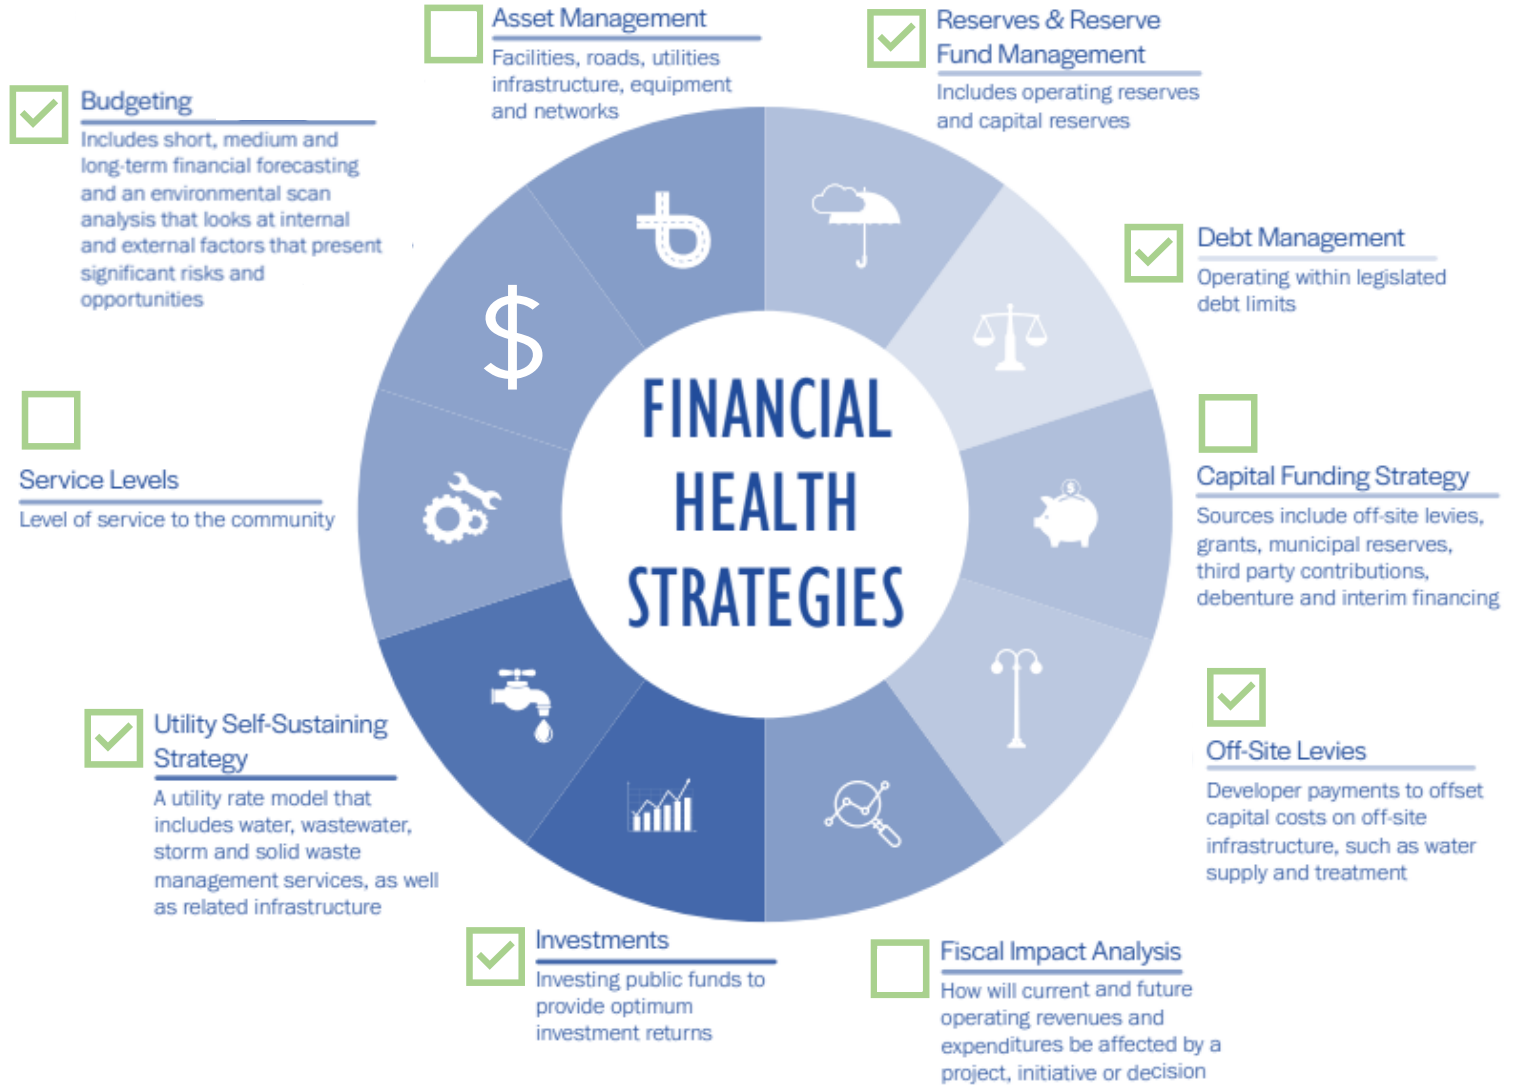 Asset Management
Facilities, roads, utilities
infrastructure, equipment
and networks
Reserves & Reserve
Fund Management
Includes operating reserves
and capital reserves
Budgeting
Includes short, medium and
long-term financial forecasting
and an environmental scan
analysis that looks at internal
and external factors that present
significant risks and
opportunities
Debt Management
Operating within legislated
debt limits
$
FINANCIAL
HEALTH
STRATEGIES
Service Levels
Level of service to the community
Capital Funding Strategy
Sources include off-site levies,
grants, municipal reserves,
third party contributions,
debenture and interim financing
$
Utility Self-Sustaining
Strategy
A utility rate model that
includes water, wastewater,
storm and solid waste
management services, as well
as related infrastructure
Off-Site Levies
Developer payments to offset
capital costs on off-site
infrastructure, such as water
supply and treatment
Investments
Investing public funds to
provide optimum
investment returns
Fiscal Impact Analysis
How will current and future
operating revenues and
expenditures be affected by a
project, initiative or decision